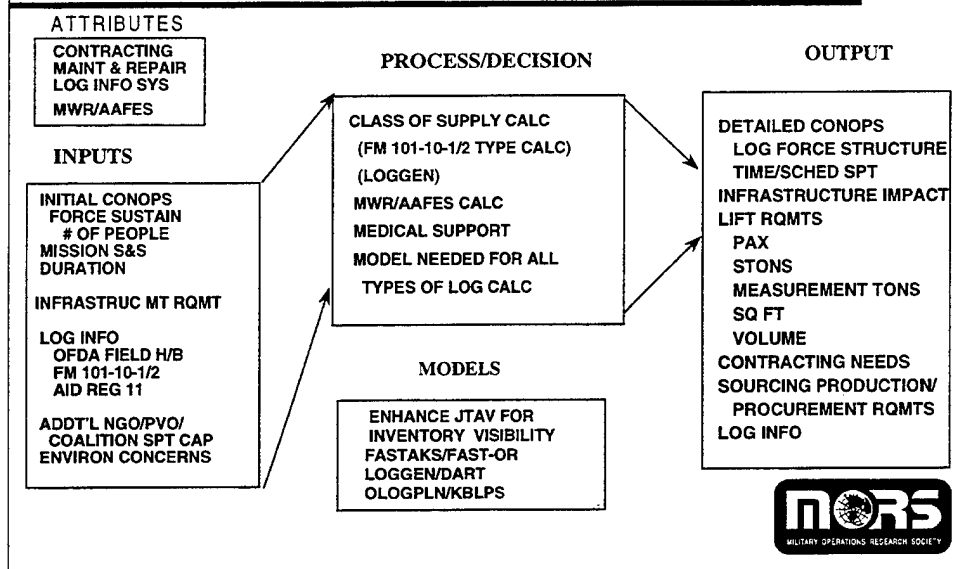 ATTRIBUTES
CONTRACTING
MAINT & REPAIR
LOG INFO SYS
MWR/AAFES
INPUTS
INITIAL CONOPS
FORCE SUSTAIN
# OF PEOPLE
MISSION S&S
DURATION
INFRASTRUC MT RQMT
LOG INFO
OFDA FIELD H/B
FM 101-10-1/2
AID REG 11
ADDT'L NGO/PVO/
COALITION SPT CAP
ENVIRON CONCERNS
PROCESS/DECISION
CLASS OF SUPPLY CALC
(FM 101-10-1/2 TYPE CALC)
(LOGGEN)
MWR/AAFES CALC
MEDICAL SUPPORT
MODEL NEEDED FOR ALL
TYPES OF LOG CALC
MODELS
ENHANCE JTAV FOR
INVENTORY VISIBILITY
FASTAKS/FAST-OR
LOGGEN/DART
OLOGPLN/KBLPS
OUTPUT
DETAILED CONOPS
LOG FORCE STRUCTURE
TIME/SCHED SPT
INFRASTRUCTURE IMPACT
LIFT RQMTS
PAX
STONS
MEASUREMENT TONS
SQ FT
VOLUME
CONTRACTING NEEDS
SOURCING PRODUCTION/
PROCUREMENT RQMTS
LOG INFO
MORS
MILITARY OPERATIONS RESEARCH SOCIETY